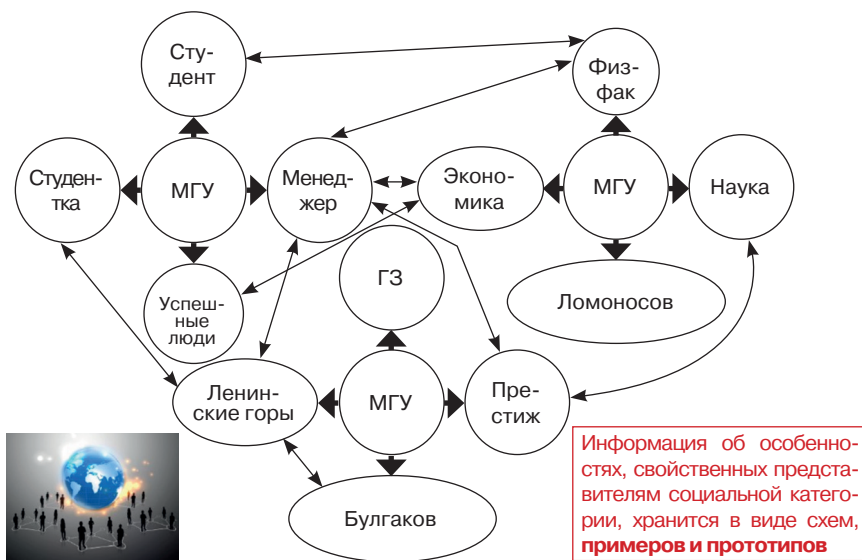 Сту-
дент
Физ-
фак
Студен-
тка
МГУ
Менед-
жер
Эконо-
мика
МГУ
Наука
Успеш-
ные
люди
ГЗ
Ломоносов
Ленин-
ские горы
МГУ
Пре-
стиж
Булгаков
Информация об особенно-
стях, свойственных предста-
вителям социальной катего-
рии, хранится в виде схем,
примеров и прототипов